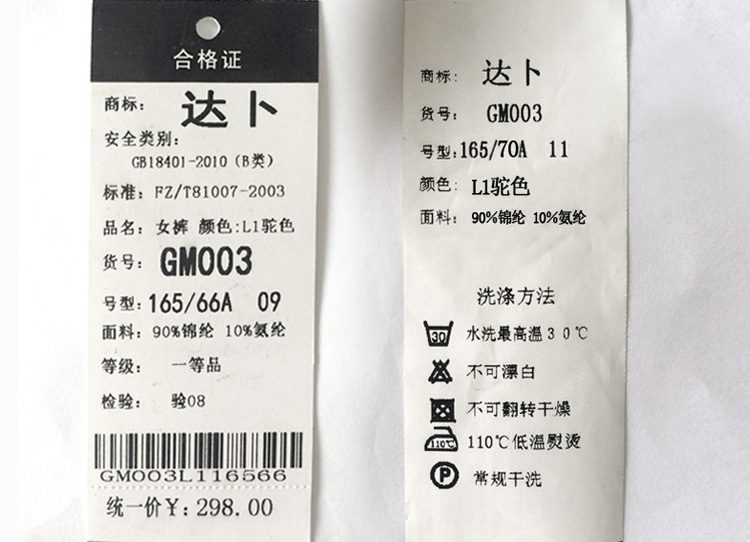 合格证
商标: 达卜
安全类别:
GB18401-2010 (B类)
标准: FZ/T81007-2003
品名: 女裤 颜色:L1驼色
货号: GM003
号型: 165/66A 09
面料: 90%锦纶 10%氨纶
等级: 一等品
检验: 验08
GM003L116566
统一价¥: 298.00
商标: 达卜
货号: GM003
号型: 165/70A 11
颜色: L1驼色
面料: 90%锦纶 10%氨纶
洗涤方法
30 水洗最高温30℃
不可漂白
不可翻转干燥
110℃ 110℃低温熨烫
P 常规干洗